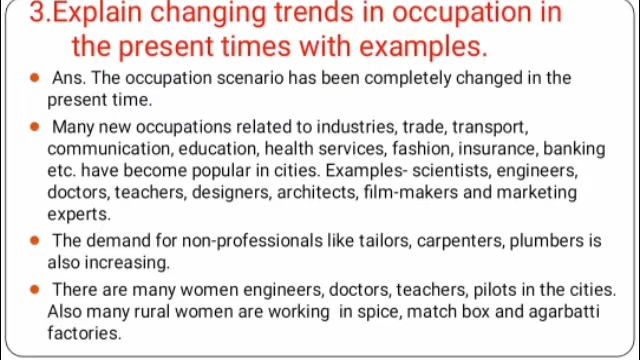 3.Explain changing trends in occupation in
the present times with examples.
Ans. The occupation scenario has been completely changed in the
present time.
Many new occupations related to industries, trade, transport,
communication, education, health services, fashion, insurance, banking
etc. have become popular in cities. Examples- scientists, engineers,
doctors, teachers, designers, architects, film-makers and marketing
experts.
The demand for non-professionals like tailors, carpenters, plumbers is
also increasing.
There are many women engineers, doctors, teachers, pilots in the cities.
Also many rural women are working in spice, match box and agarbatti
factories.